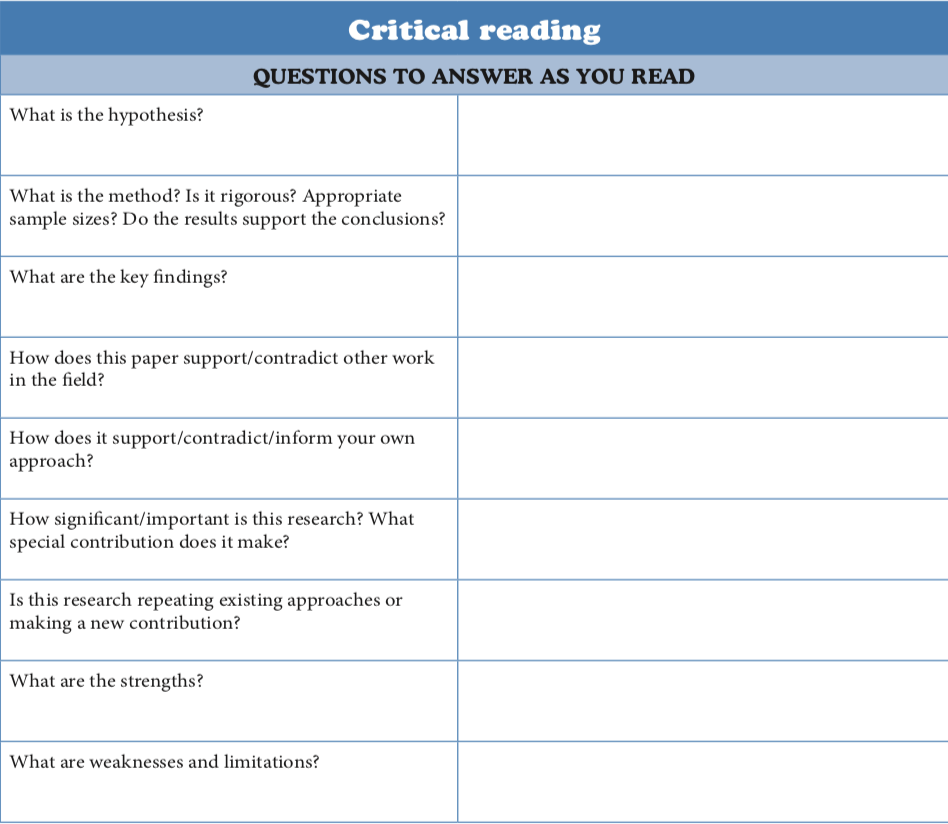 Critical reading
QUESTIONS TO ANSWER AS YOU READ
What is the hypothesis?
What is the method? Is it rigorous? Appropriate
sample sizes? Do the results support the conclusions?
What are the key findings?
How does this paper support/contradict other work
in the field?
How does it support/contradict/inform your own
approach?
How significant/important is this research? What
special contribution does it make?
Is this research repeating existing approaches or
making a new contribution?
What are the strengths?
What are weaknesses and limitations?